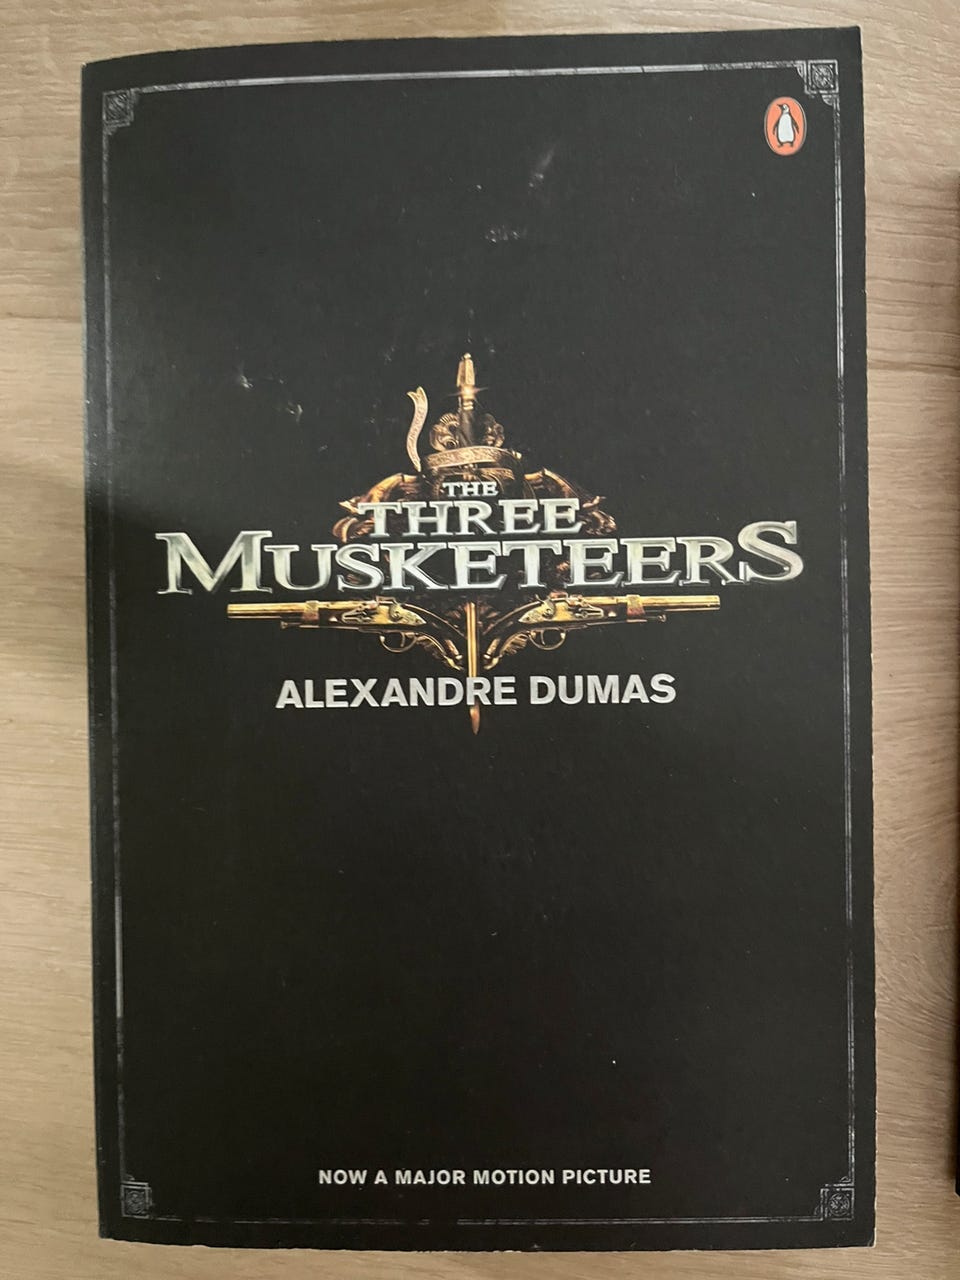 THE
THREE
MUSKETEERS
ALEXANDRE DUMAS
NOW A MAJOR MOTION PICTURE